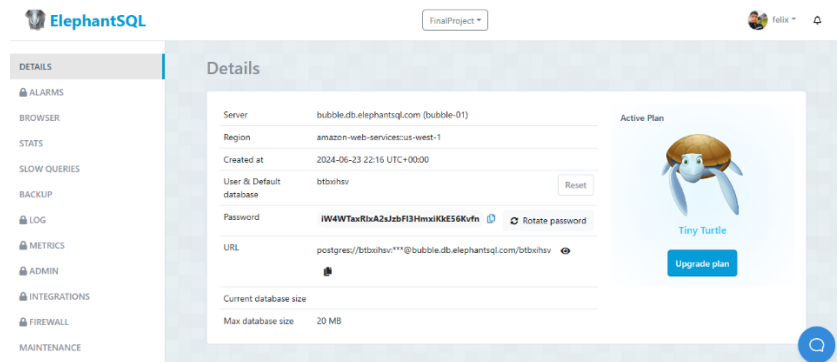 ElephantSQL
FinalProject
felix
DETAILS
ALARMS
BROWSER
STATS
SLOW QUERIES
BACKUP
LOG
METRICS
ADMIN
INTEGRATIONS
FIREWALL
MAINTENANCE
Details
Server bubble.db.elephantsql.com (bubble-01)
Region amazon-web-services::us-west-1
Created at 2024-06-23 22:16 UTC+00:00
User & Default
database btbxihsv Reset
Password iW4WTaxRlxA2sJzbFl3HmxiKkE56Kvfn Rotate password
URL postgres://btbxihsv:***@bubble.db.elephantsql.com/btbxihsv
Current database size
Max database size 20 MB
Active Plan
Tiny Turtle
Upgrade plan